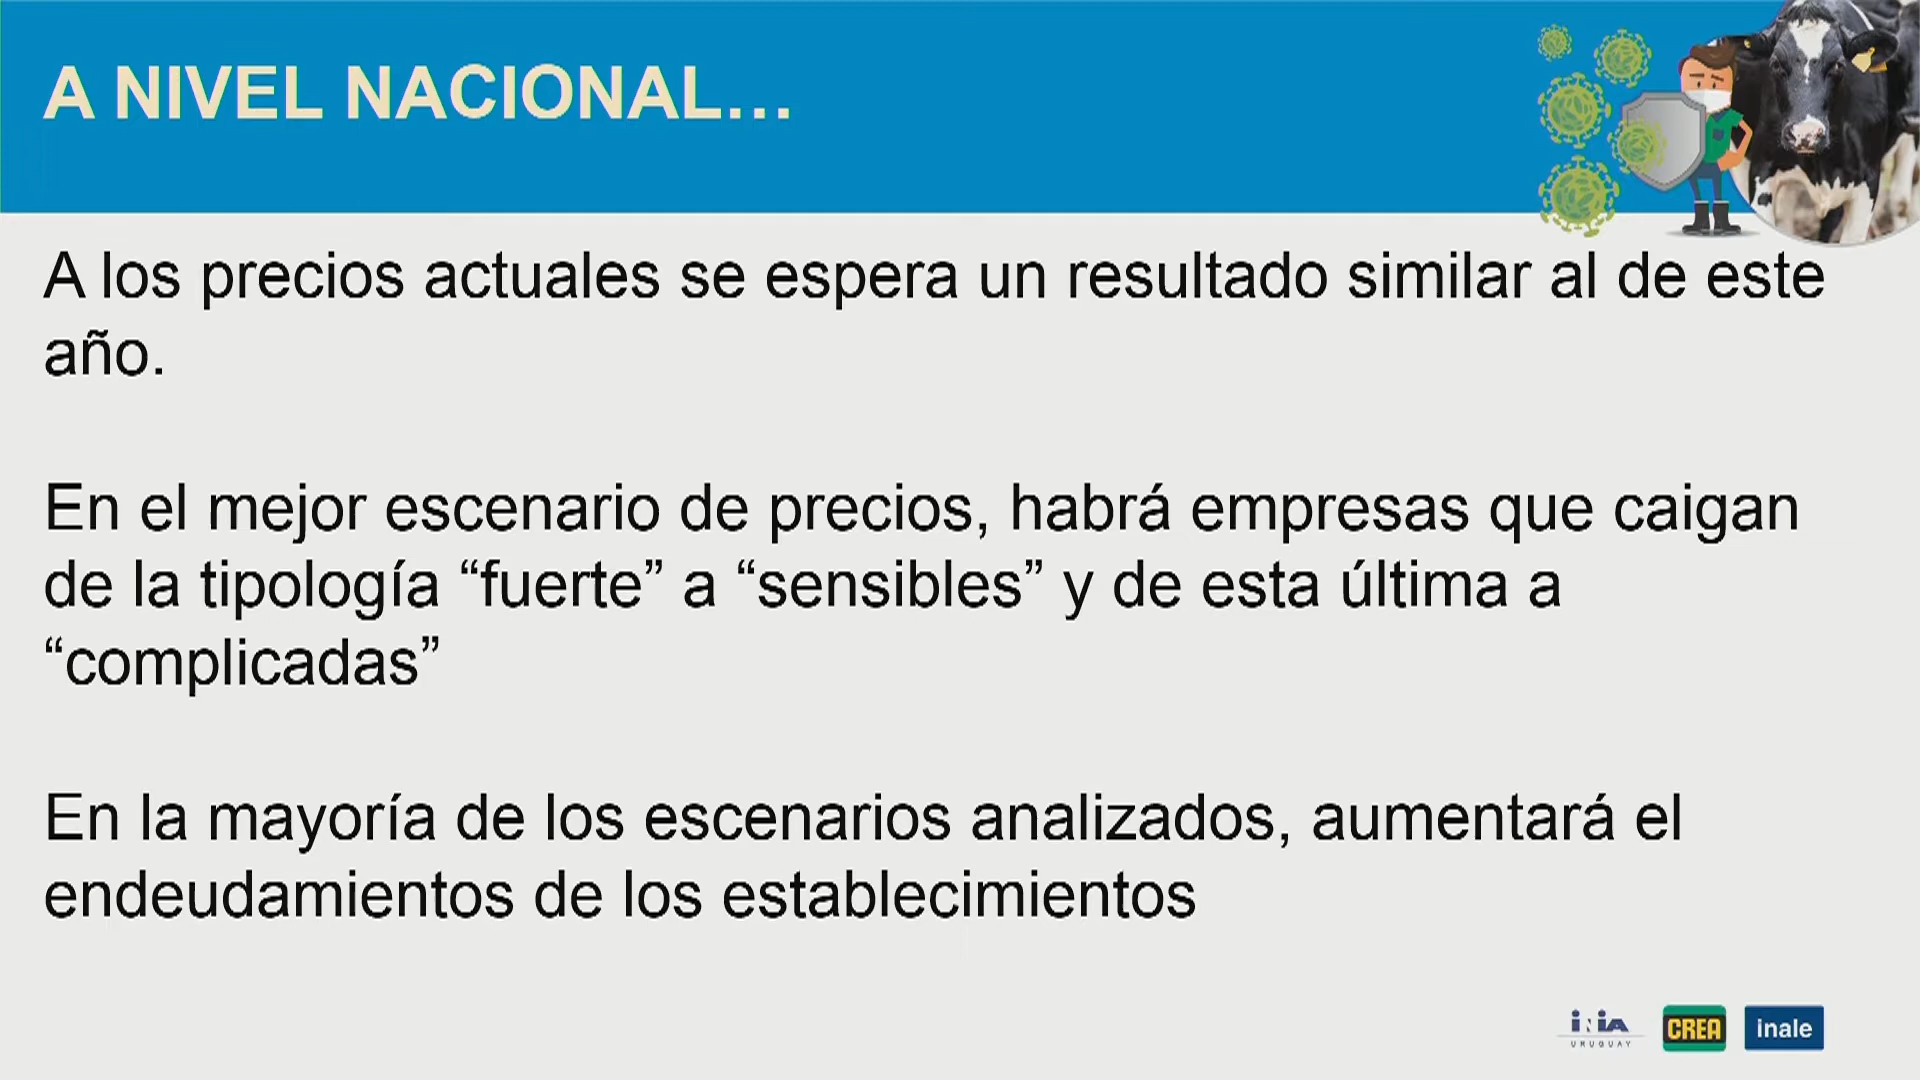 A NIVEL NACIONAL…
A los precios actuales se espera un resultado similar al de este
año.
En el mejor escenario de precios, habrá empresas que caigan
de la tipología “fuerte” a “sensibles” y de esta última a
“complicadas”
En la mayoría de los escenarios analizados, aumentará el
endeudamientos de los establecimientos
iniA
URUGUAY
CREA
inale